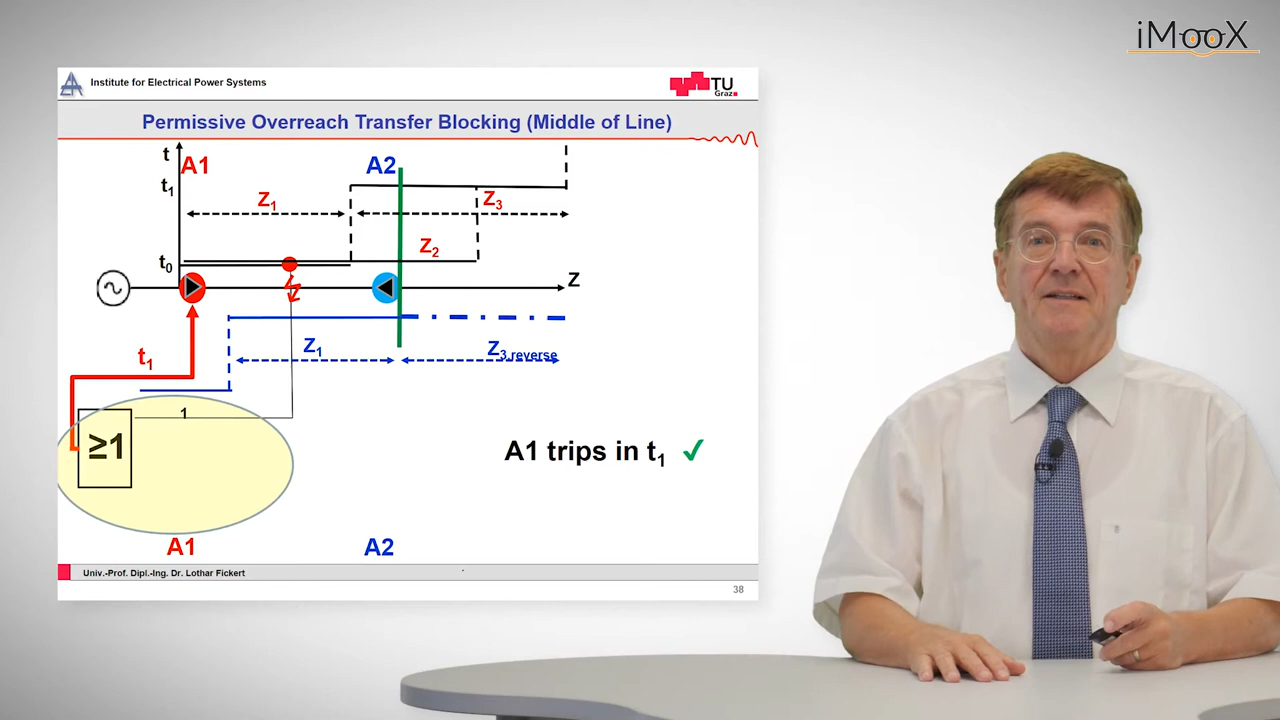 iMooX
Institute for Electrical Power Systems
TU
Graz
Permissive Overreach Transfer Blocking (Middle of Line)
t
A1
A2
t1
Z1
Z3
Z2
t0
Z
Z1
Z3,reverse
t1
1
≥1
A1 trips in t1 ✓
A1
A2
Univ.-Prof. Dipl.-Ing. Dr. Lothar Fickert
38